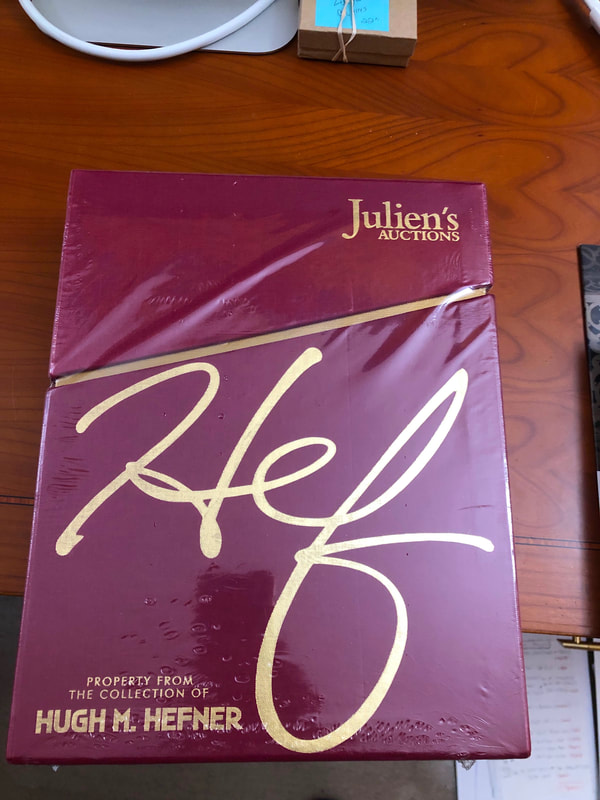 Julien's
AUCTIONS
Hef
PROPERTY FROM
THE COLLECTION OF
HUGH M. HEFNER